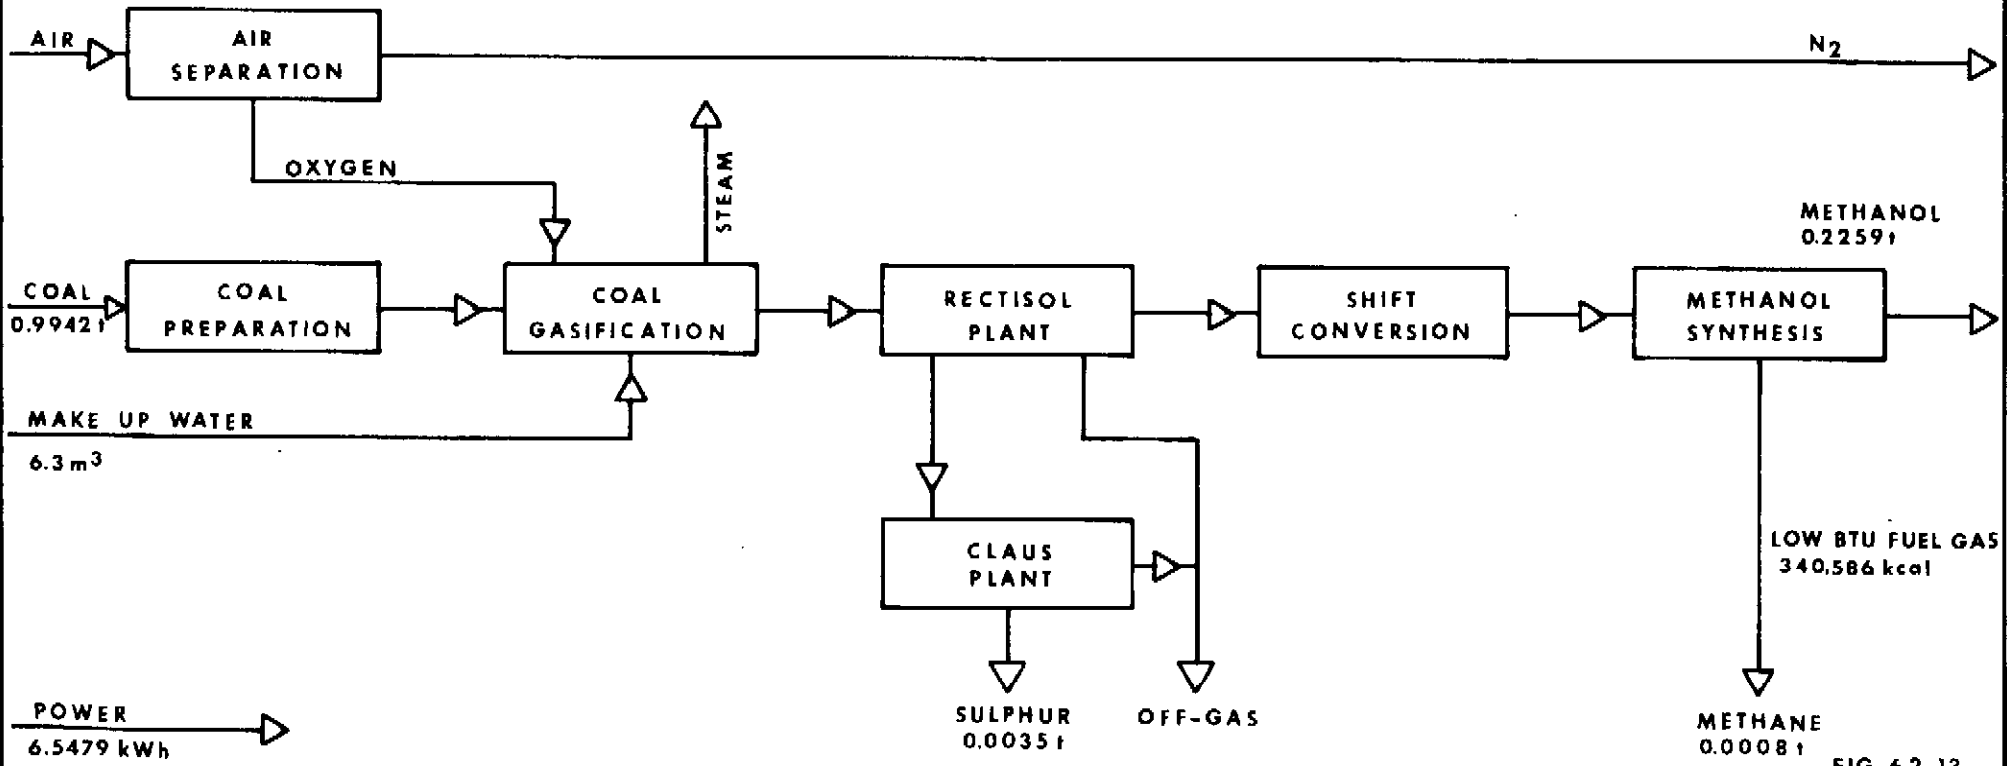 AIR
AIR
SEPARATION
N2
OXYGEN
STEAM
METHANOL
0.2259 t
COAL
0.9942 t
COAL
PREPARATION
COAL
GASIFICATION
RECTISOL
PLANT
SHIFT
CONVERSION
METHANOL
SYNTHESIS
MAKE UP WATER
6.3 m3
CLAUS
PLANT
LOW BTU FUEL GAS
340,586 kcal
POWER
6.5479 kWh
SULPHUR
0.0035 t
OFF-GAS
METHANE
0.0008 t